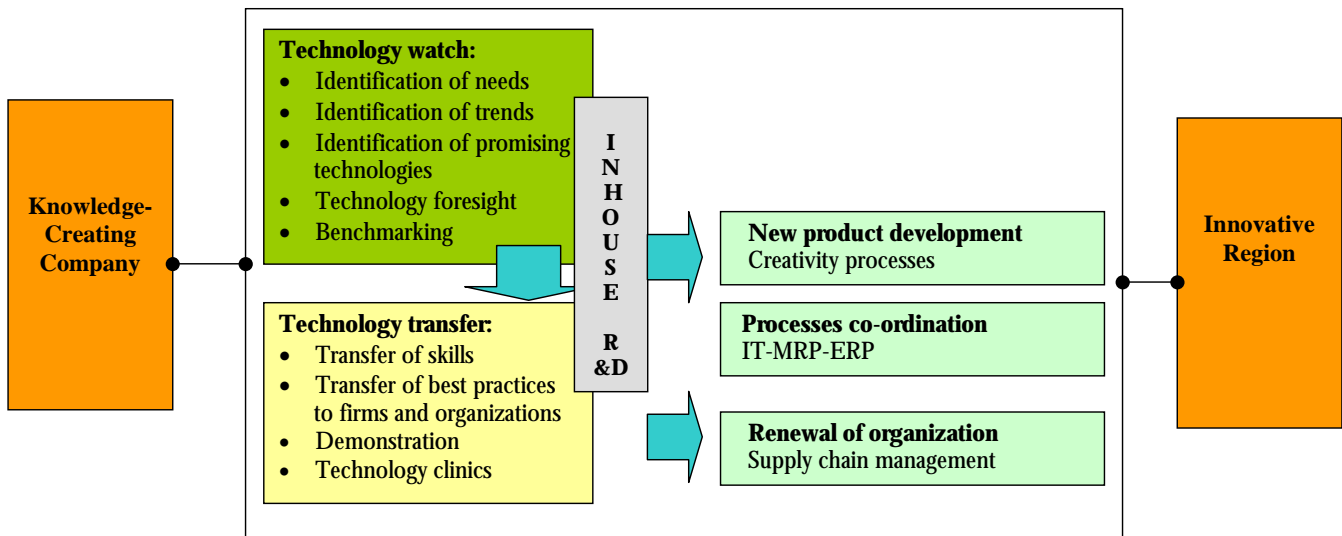 Knowledge-
Creating
Company
Technology watch:
• Identification of needs
• Identification of trends
• Identification of promising
technologies
• Technology foresight
• Benchmarking
Technology transfer:
• Transfer of skills
• Transfer of best practices
to firms and organizations
• Demonstration
• Technology clinics
I
N
H
O
U
S
E
R
&D
New product development
Creativity processes
Processes co-ordination
IT-MRP-ERP
Renewal of organization
Supply chain management
Innovative
Region